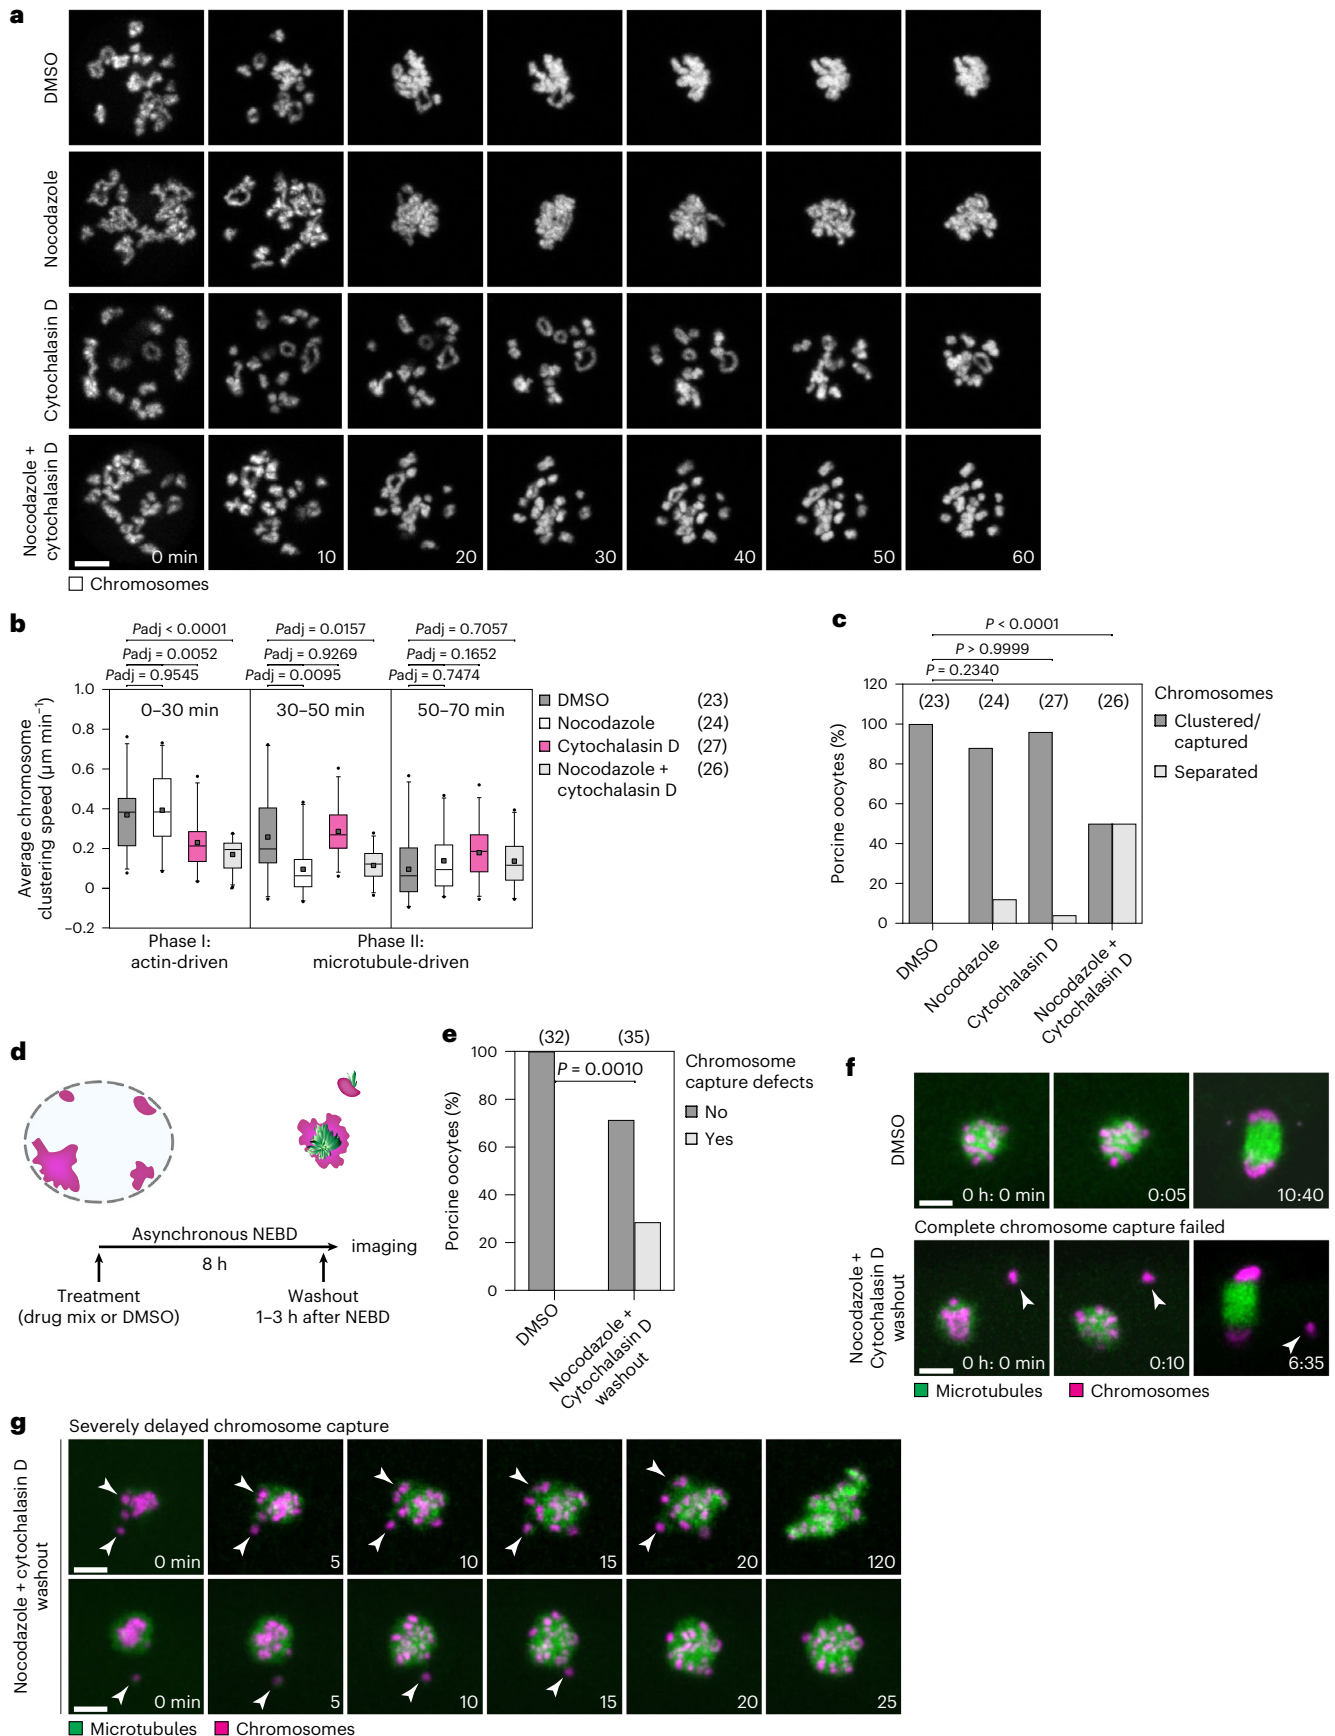 a
DMSO
Nocodazole
Cytochalasin D
Nocodazole +
cytochalasin D
0 min
10
20
30
40
50
60
Chromosomes
b
Padj < 0.0001
Padj = 0.0052
Padj = 0.9545
Padj = 0.0157
Padj = 0.9269
Padj = 0.0095
Padj = 0.7057
Padj = 0.1652
Padj = 0.7474
Average chromosome
clustering speed (µm min⁻¹)
1.0
0.8
0.6
0.4
0.2
0
–0.2
0–30 min
30–50 min
50–70 min
Phase I:
actin-driven
Phase II:
microtubule-driven
DMSO (23)
Nocodazole (24)
Cytochalasin D (27)
Nocodazole + (26)
cytochalasin D
c
P < 0.0001
P > 0.9999
P = 0.2340
Porcine oocytes (%)
120
100
80
60
40
20
0
(23)
(24)
(27)
(26)
DMSO
Nocodazole
Cytochalasin D
Nocodazole +
Cytochalasin D
Chromosomes
Clustered/
captured
Separated
d
Asynchronous NEBD
8 h
imaging
Treatment
(drug mix or DMSO)
Washout
1–3 h after NEBD
e
(32)
(35)
P = 0.0010
Porcine oocytes (%)
100
80
60
40
20
0
DMSO
Nocodazole +
Cytochalasin D
washout
Chromosome
capture defects
No
Yes
f
DMSO
0 h: 0 min
0:05
10:40
Complete chromosome capture failed
Nocodazole +
Cytochalasin D
washout
0 h: 0 min
0:10
6:35
Microtubules
Chromosomes
g
Severely delayed chromosome capture
Nocodazole + cytochalasin D
washout
0 min
5
10
15
20
120
0 min
5
10
15
20
25
Microtubules
Chromosomes